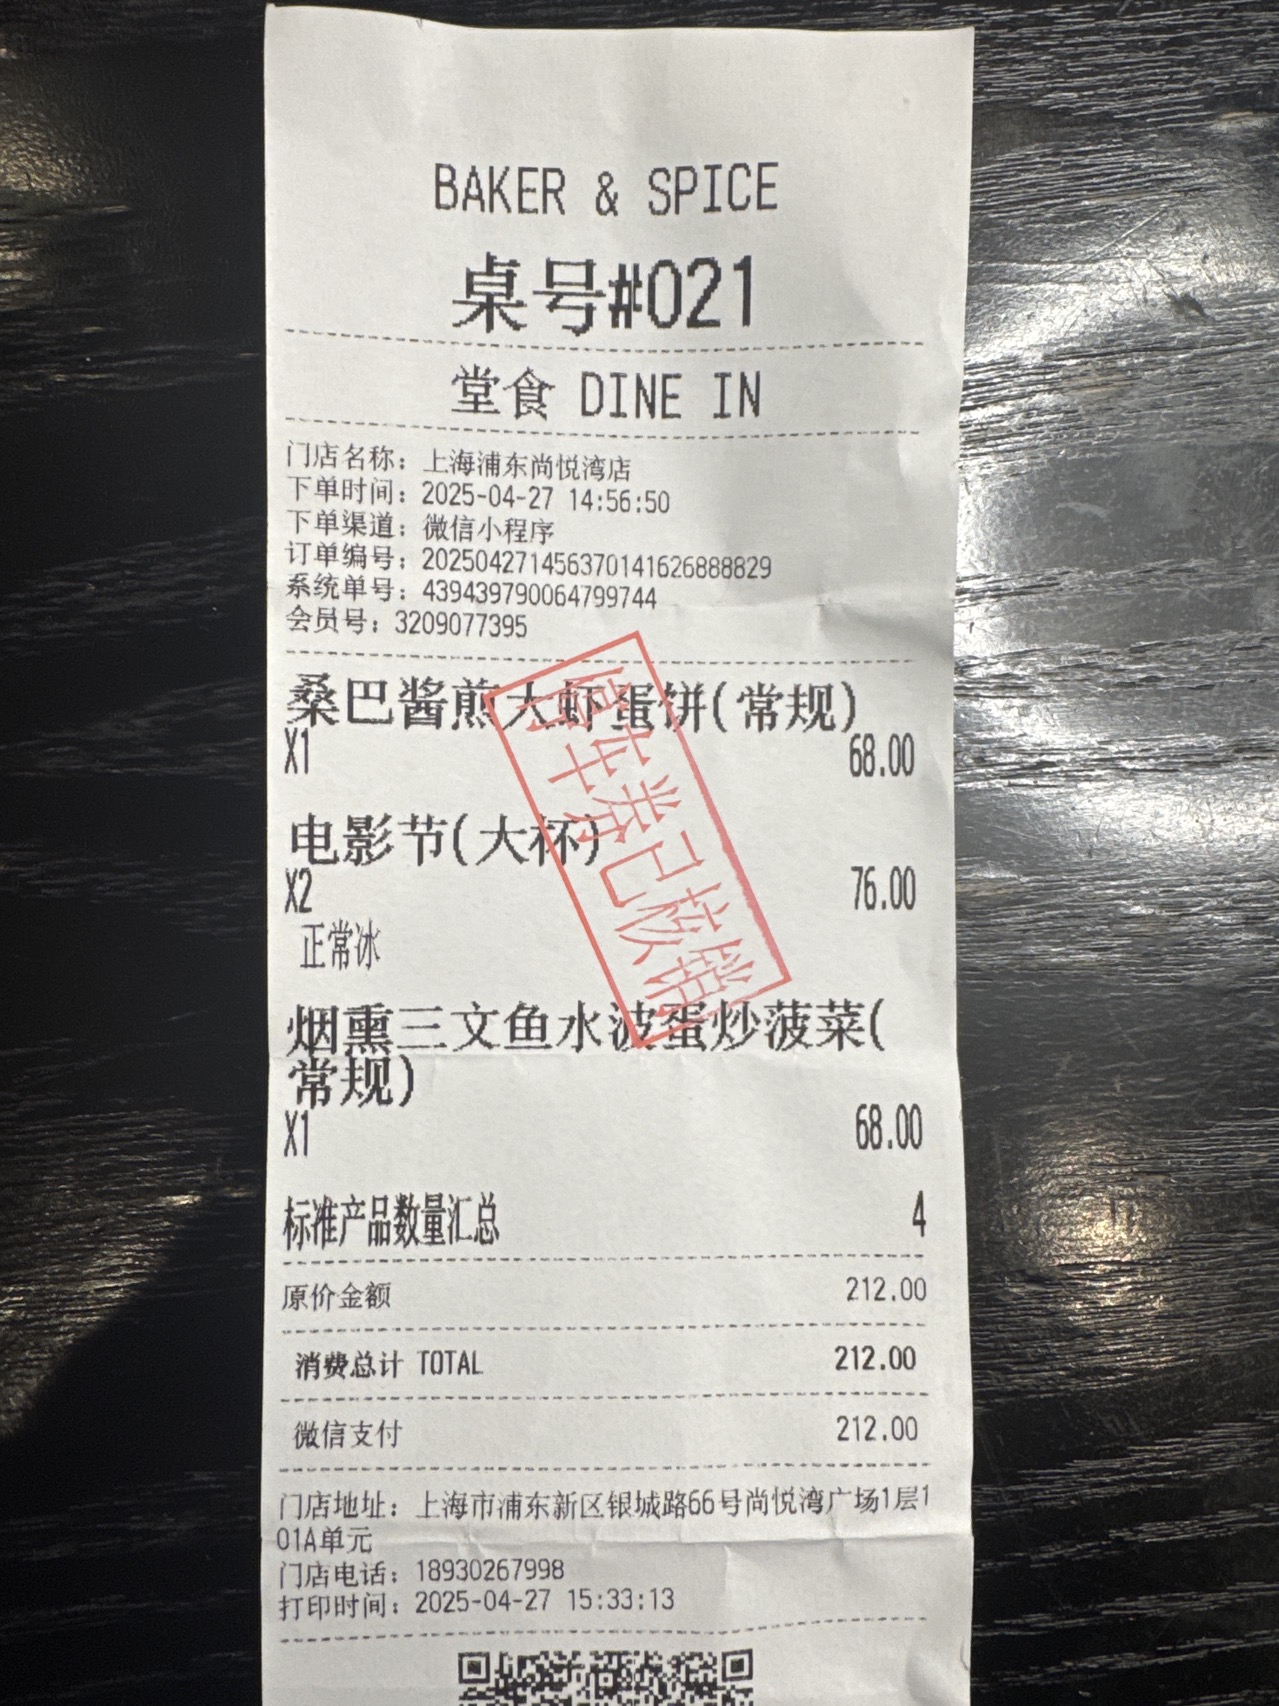 BAKER & SPICE
桌号#021
堂食 DINE IN
门店名称：上海浦东尚悦湾店
下单时间：2025-04-27 14:56:50
下单渠道：微信小程序
订单编号：2025042714563701416268888829
系统单号：439439790064799744
会员号：3209077395
桑巴酱煎大虾蛋饼(常规)
X1 68.00
电影节(大杯)
X2 76.00
正常冰
烟熏三文鱼水波蛋炒菠菜(
常规)
X1 68.00
停车券已核销
标准产品数量汇总 4
原价金额 212.00
消费总计 TOTAL 212.00
微信支付 212.00
门店地址：上海市浦东新区银城路66号尚悦湾广场1层1
01A单元
门店电话：18930267998
打印时间：2025-04-27 15:33:13